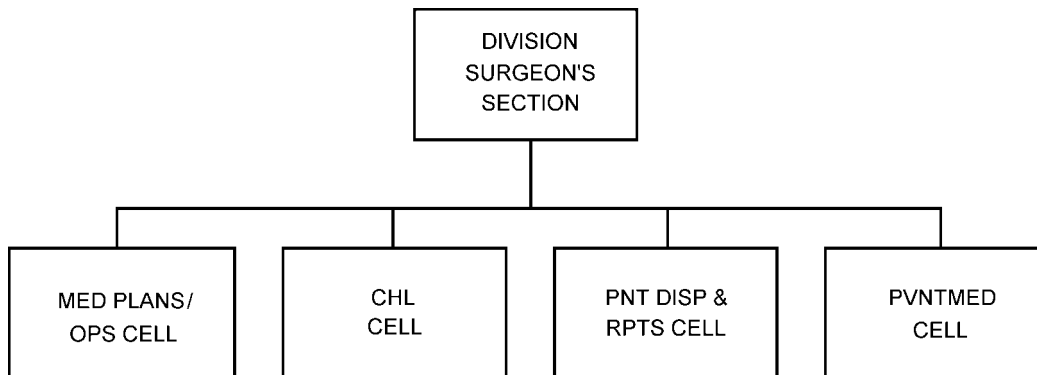 DIVISION
SURGEON'S
SECTION
MED PLANS/
OPS CELL
CHL
CELL
PNT DISP &
RPTS CELL
PVNTMED
CELL